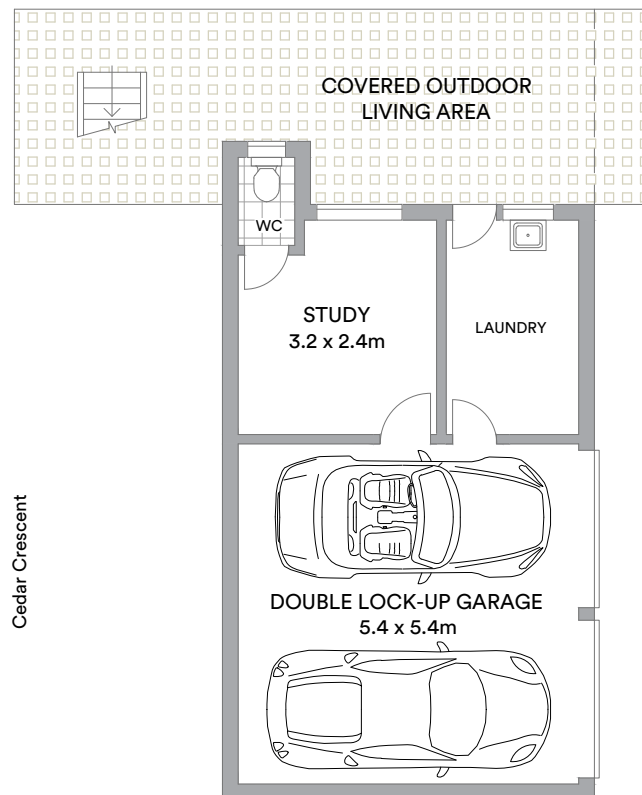 COVERED OUTDOOR
LIVING AREA
WC
STUDY
3.2 x 2.4m
LAUNDRY
Cedar Crescent
DOUBLE LOCK-UP GARAGE
5.4 x 5.4m